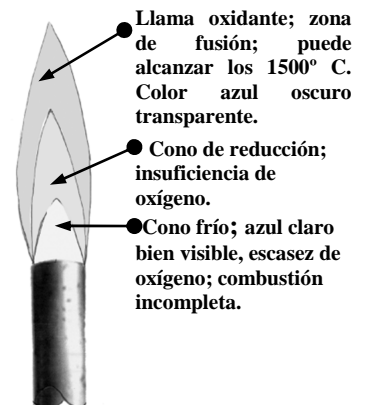 Llama oxidante; zona
de fusión; puede
alcanzar los 1500º C.
Color azul oscuro
transparente.
Cono de reducción;
insuficiencia de
oxígeno.
Cono frío; azul claro
bien visible, escasez de
oxígeno; combustión
incompleta.